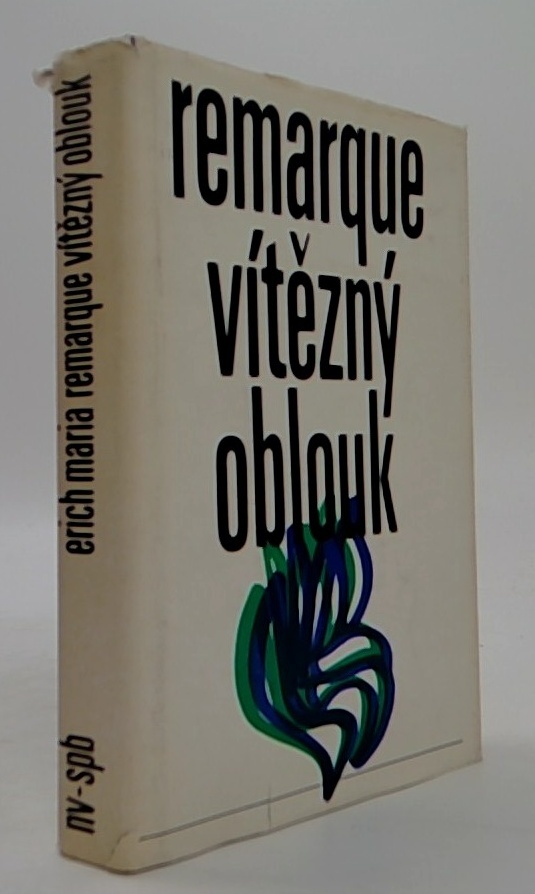 remarque
vítězný
oblouk
erich maria remarque vítězný oblouk
nv-spb